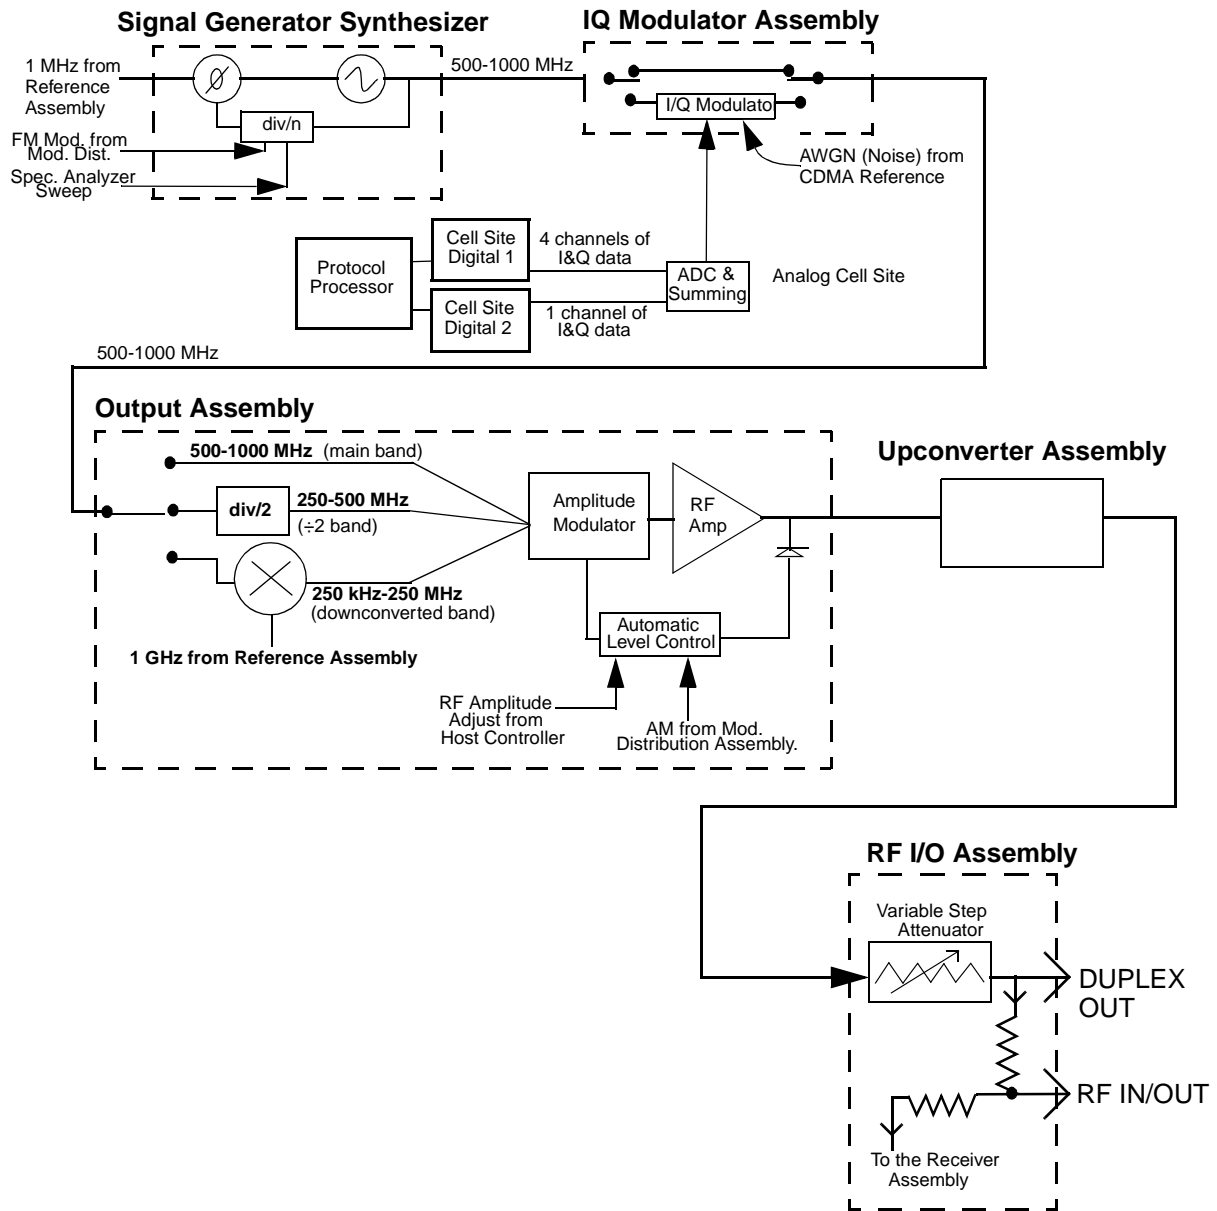 Signal Generator Synthesizer
IQ Modulator Assembly
1 MHz from
Reference
Assembly
500-1000 MHz
I/Q Modulato
div/n
FM Mod. from
Mod. Dist.
Spec. Analyzer
Sweep
AWGN (Noise) from
CDMA Reference
Protocol
Processor
Cell Site
Digital 1
4 channels of
I&Q data
ADC &
Summing
Analog Cell Site
Cell Site
Digital 2
1 channel of
I&Q data
500-1000 MHz
Output Assembly
500-1000 MHz (main band)
div/2
250-500 MHz
(÷2 band)
250 kHz-250 MHz
(downconverted band)
1 GHz from Reference Assembly
Amplitude
Modulator
RF
Amp
Automatic
Level Control
RF Amplitude
Adjust from
Host Controller
AM from Mod.
Distribution Assembly.
Upconverter Assembly
RF I/O Assembly
Variable Step
Attenuator
DUPLEX
OUT
RF IN/OUT
To the Receiver
Assembly